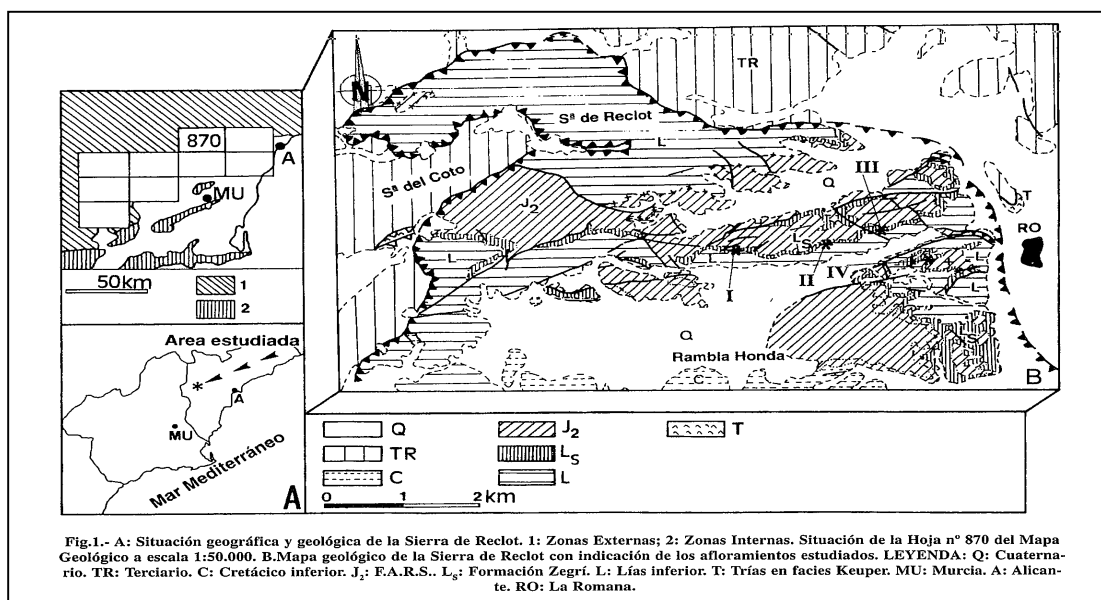 870
A
MU
50km
1
2
Area estudiada
*
A
MU
Mar Mediterráneo
A
N
TR
Sª de Reclot
L
Sª del Coto
III
Q
J₂
T
RO
L
L
LS
L
L
I
II
IV
L
Q
Rambla Honda
C
B
Q
TR
C
J₂
LS
L
T
0 1 2 km
Fig.1.- A: Situación geográfica y geológica de la Sierra de Reclot. 1: Zonas Externas; 2: Zonas Internas. Situación de la Hoja nº 870 del Mapa
Geológico a escala 1:50.000. B.Mapa geológico de la Sierra de Reclot con indicación de los afloramientos estudiados. LEYENDA: Q: Cuaterna-
rio. TR: Terciario. C: Cretácico inferior. J₂: F.A.R.S.. LS: Formación Zegrí. L: Lías inferior. T: Trías en facies Keuper. MU: Murcia. A: Alican-
te. RO: La Romana.